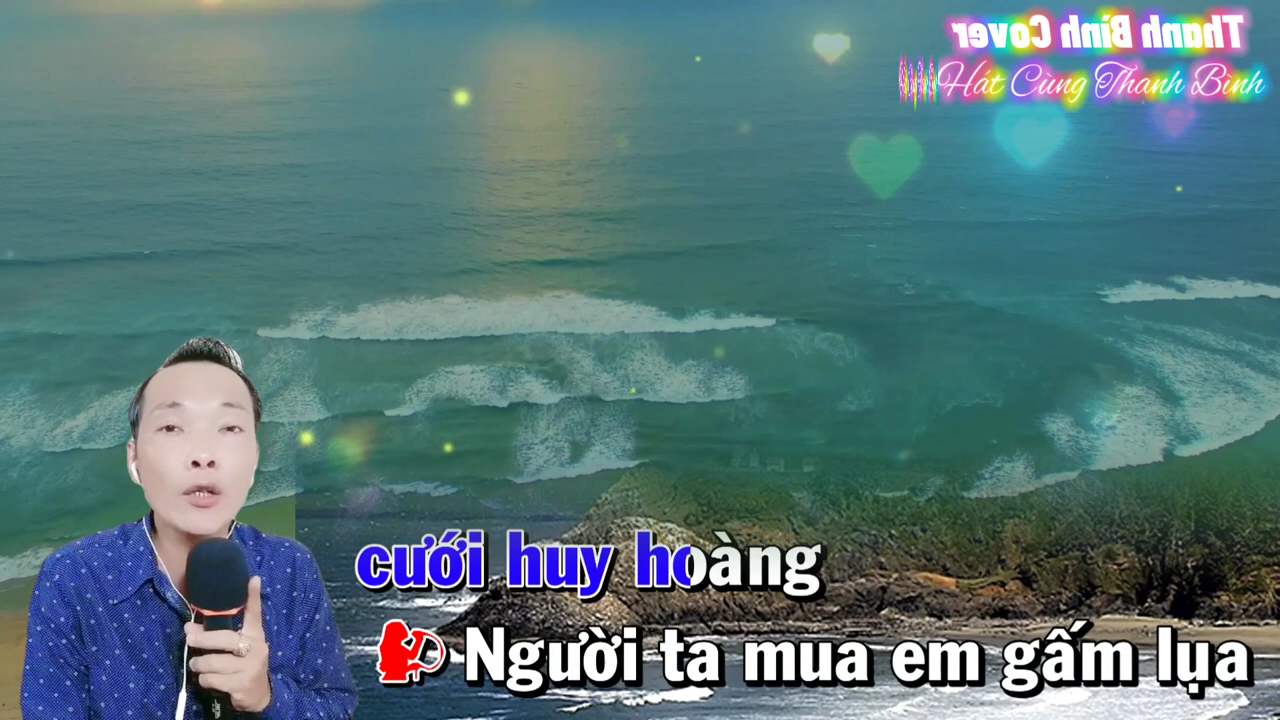 Thanh Bình Cover
Hát Cùng Thanh Bình
cưới huy hoàng
Người ta mua em gấm lụa